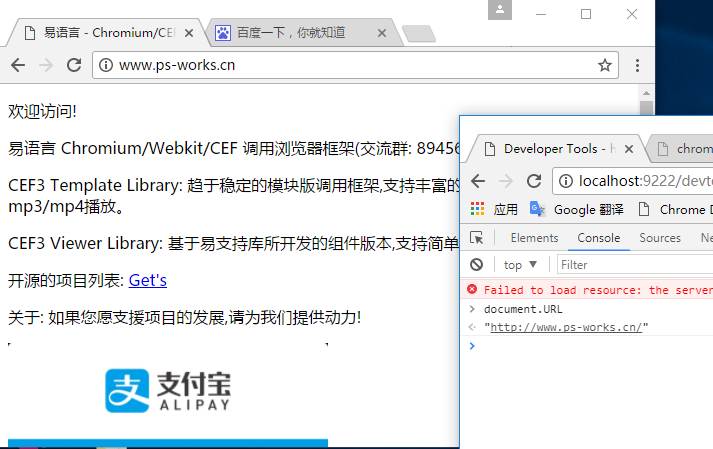 易语言 - Chromium/CE
百度一下，你就知道
www.ps-works.cn
欢迎访问!
易语言 Chromium/Webkit/CEF 调用浏览器框架(交流群: 89456
CEF3 Template Library: 趋于稳定的模块版调用框架,支持丰富的
mp3/mp4播放。
CEF3 Viewer Library: 基于易支持库所开发的组件版本,支持简单
开源的项目列表: Get's
关于: 如果您愿支援项目的发展,请为我们提供动力!
支付宝
ALIPAY
Developer Tools - h
chrom
localhost:9222/devto
应用 Google 翻译 Chrome D
Elements Console Sources Ne
top Filter
Failed to load resource: the server
document.URL
"http://www.ps-works.cn/"